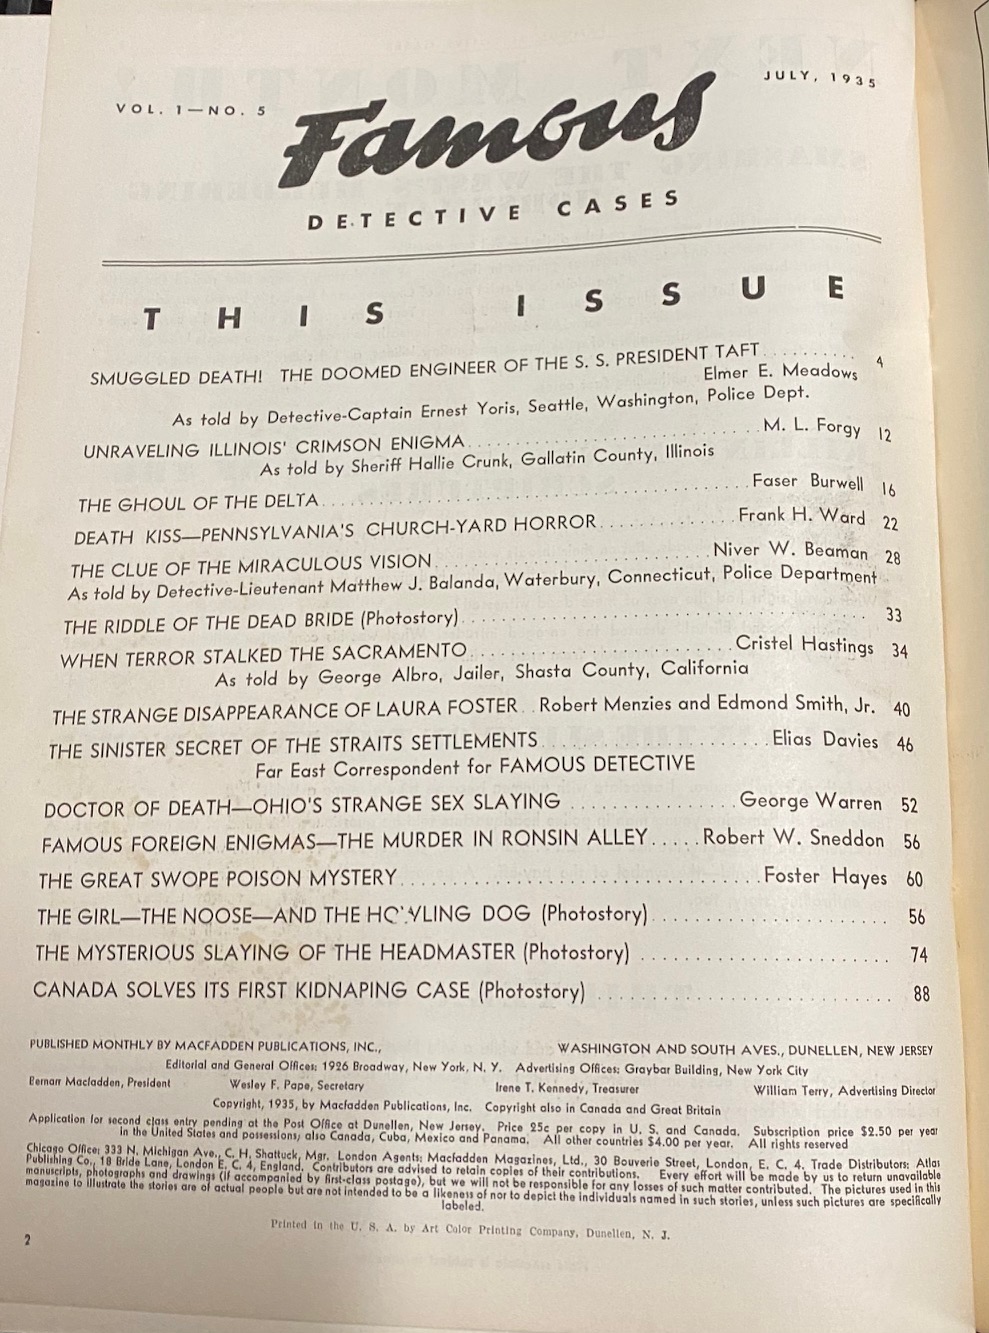 VOL. 1—NO. 5
JULY, 1935
Famous
DETECTIVE CASES
THIS ISSUE
SMUGGLED DEATH! THE DOOMED ENGINEER OF THE S. S. PRESIDENT TAFT.......... 4
Elmer E. Meadows
As told by Detective-Captain Ernest Yoris, Seattle, Washington, Police Dept.
UNRAVELING ILLINOIS' CRIMSON ENIGMA.............................M. L. Forgy 12
As told by Sheriff Hallie Crunk, Gallatin County, Illinois
THE GHOUL OF THE DELTA...........................................Faser Burwell 16
DEATH KISS—PENNSYLVANIA'S CHURCH-YARD HORROR.............Frank H. Ward 22
THE CLUE OF THE MIRACULOUS VISION...........................Niver W. Beaman 28
As told by Detective-Lieutenant Matthew J. Balanda, Waterbury, Connecticut, Police Department
THE RIDDLE OF THE DEAD BRIDE (Photostory)........................................ 33
WHEN TERROR STALKED THE SACRAMENTO..........................Cristel Hastings 34
As told by George Albro, Jailer, Shasta County, California
THE STRANGE DISAPPEARANCE OF LAURA FOSTER..Robert Menzies and Edmond Smith, Jr. 40
THE SINISTER SECRET OF THE STRAITS SETTLEMENTS......................Elias Davies 46
Far East Correspondent for FAMOUS DETECTIVE
DOCTOR OF DEATH—OHIO'S STRANGE SEX SLAYING ................George Warren 52
FAMOUS FOREIGN ENIGMAS—THE MURDER IN RONSIN ALLEY.....Robert W. Sneddon 56
THE GREAT SWOPE POISON MYSTERY...................................Foster Hayes 60
THE GIRL—THE NOOSE—AND THE HOWLING DOG (Photostory)...................... 56
THE MYSTERIOUS SLAYING OF THE HEADMASTER (Photostory) ....................... 74
CANADA SOLVES ITS FIRST KIDNAPING CASE (Photostory) ........................... 88
PUBLISHED MONTHLY BY MACFADDEN PUBLICATIONS, INC., WASHINGTON AND SOUTH AVES., DUNELLEN, NEW JERSEY
Editorial and General Offices: 1926 Broadway, New York, N. Y. Advertising Offices: Graybar Building, New York City
Bernarr Macfadden, President Wesley F. Pape, Secretary Irene T. Kennedy, Treasurer William Terry, Advertising Director
Copyright, 1935, by Macfadden Publications, Inc. Copyright also in Canada and Great Britain
Application for second class entry pending at the Post Office at Dunellen, New Jersey. Price 25c per copy in U. S. and Canada. Subscription price $2.50 per year
in the United States and possessions; also Canada, Cuba, Mexico and Panama. All other countries $4.00 per year. All rights reserved
Chicago Office: 333 N. Michigan Ave., C. H. Shattuck, Mgr. London Agents: Macfadden Magazines, Ltd., 30 Bouverie Street, London, E. C. 4. Trade Distributors: Atlas
Publishing Co., 18 Bride Lane, London E. C. 4, England. Contributors are advised to retain copies of their contributions. Every effort will be made by us to return unavailable
manuscripts, photographs and drawings (if accompanied by first-class postage), but we will not be responsible for any losses of such matter contributed. The pictures used in this
magazine to illustrate the stories are of actual people but are not intended to be a likeness of nor to depict the individuals named in such stories, unless such pictures are specifically
labeled.
Printed in the U. S. A. by Art Color Printing Company, Dunellen, N. J.
2